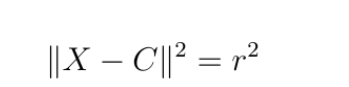 ‖X − C‖² = r²